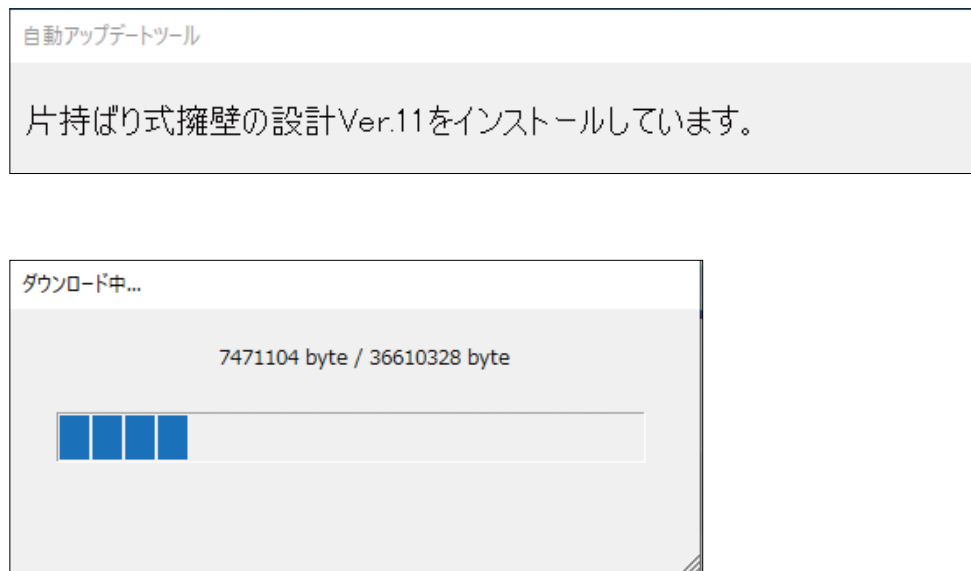 自動アップデートツール
片持ばり式擁壁の設計Ver.11をインストールしています。
ダウンロード中...
7471104 byte / 36610328 byte